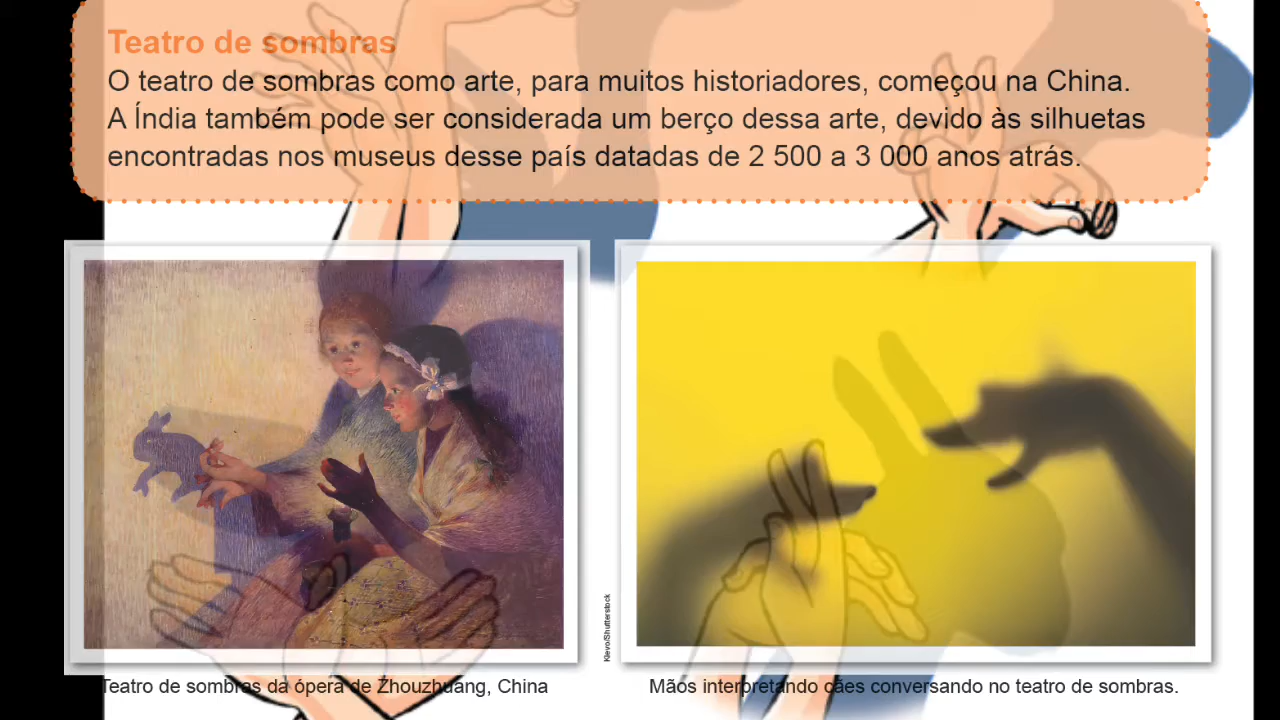 Teatro de sombras
O teatro de sombras como arte, para muitos historiadores, começou na China.
A Índia também pode ser considerada um berço dessa arte, devido às silhuetas
encontradas nos museus desse país datadas de 2 500 a 3 000 anos atrás.
Klevo/Shutterstock
Teatro de sombras da ópera de Zhouzhuang, China
Mãos interpretando cães conversando no teatro de sombras.